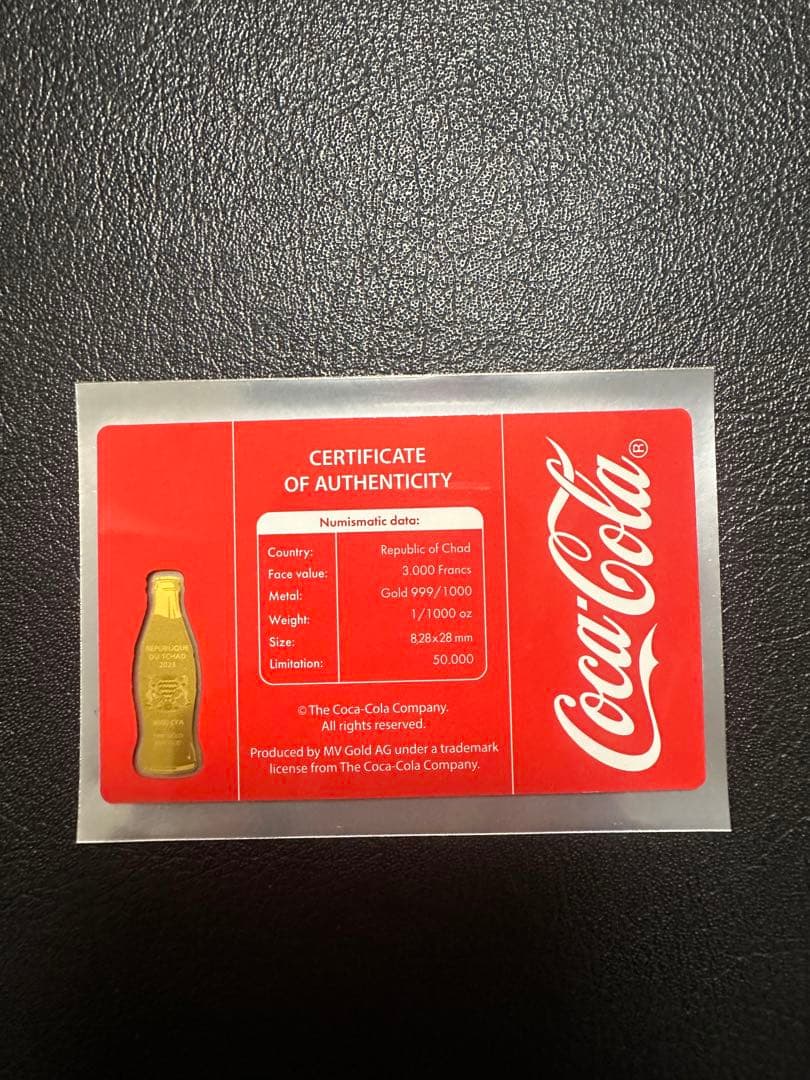 REPUBLIQUE
DU TCHAD
2023
CERTIFICATE
OF AUTHENTICITY
Numismatic data:
Country: Republic of Chad
Face value: 3.000 Francs
Metal: Gold 999/1000
Weight: 1/1000 oz
Size: 8,28x28 mm
Limitation: 50.000
© The Coca-Cola Company.
All rights reserved.
Produced by MV Gold AG under a trademark
license from The Coca-Cola Company.
Coca-Cola®